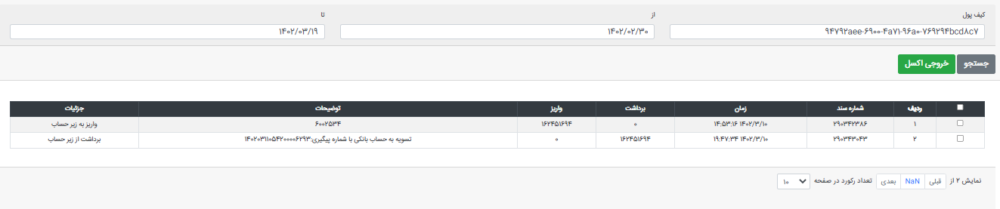 کیف پول
از
تا
۹۴۷۹۲aee-۶۹۰۰-۴a۷۱-۹۶a۰-۷۶۹۲۹۴bcd۸c۷
۱۴۰۲/۰۲/۳۰
۱۴۰۲/۰۳/۱۹
جستجو خروجی اکسل
ردیف شماره سند زمان برداشت واریز توضیحات جزئیات
۱ ۲۹۰۳۴۲۳۸۶ ۱۴۰۲/۳/۱۰ ۱۴:۵۳:۱۶ ۰ ۱۶۲۴۵۱۶۹۴ ۶۰۰۲۵۳۴ واریز به زیر حساب
۲ ۲۹۰۳۴۳۰۴۳ ۱۴۰۲/۳/۱۰ ۱۹:۴۷:۳۴ ۱۶۲۴۵۱۶۹۴ ۰ تسویه به حساب بانکی با شماره پیگیری:۱۴۰۲۰۳۱۱۰۵۴۲۰۰۰۰۶۲۹۳ برداشت از زیر حساب
نمایش ۲ از قبلی NaN بعدی تعداد رکورد در صفحه ۱۰